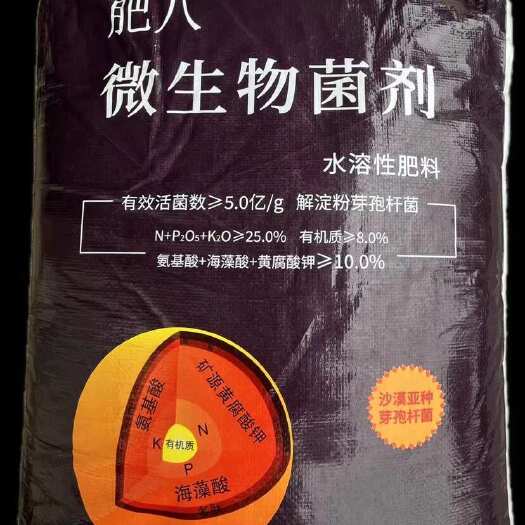 肥八
微生物菌剂
水溶性肥料
有效活菌数≥5.0亿/g 解淀粉芽孢杆菌
N+P₂O₅+K₂O≥25.0% 有机质≥8.0%
氨基酸+海藻酸+黄腐酸钾≥10.0%
氨基酸
矿源黄腐酸钾
沙漠亚种
芽孢杆菌
N
K
有机质
P
海藻酸